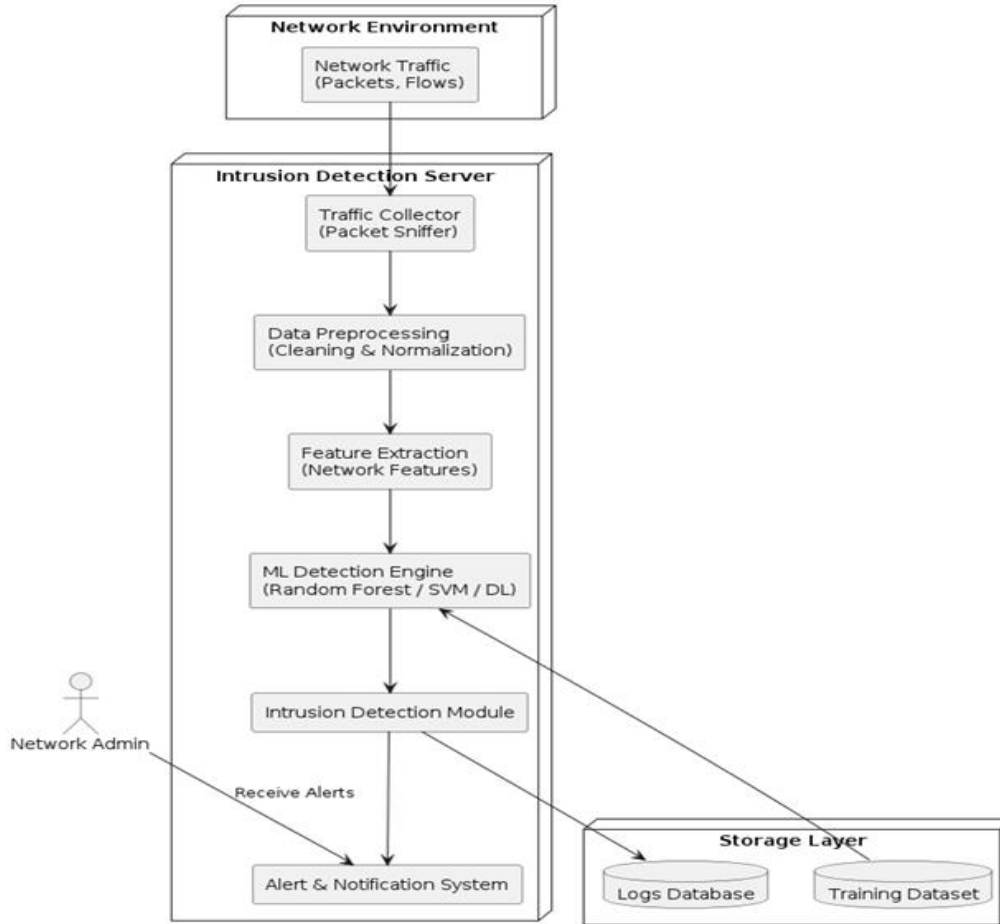 Network Environment
Network Traffic
(Packets, Flows)
Intrusion Detection Server
Traffic Collector
(Packet Sniffer)
Data Preprocessing
(Cleaning & Normalization)
Feature Extraction
(Network Features)
ML Detection Engine
(Random Forest / SVM / DL)
Intrusion Detection Module
Network Admin
Receive Alerts
Alert & Notification System
Storage Layer
Logs Database
Training Dataset